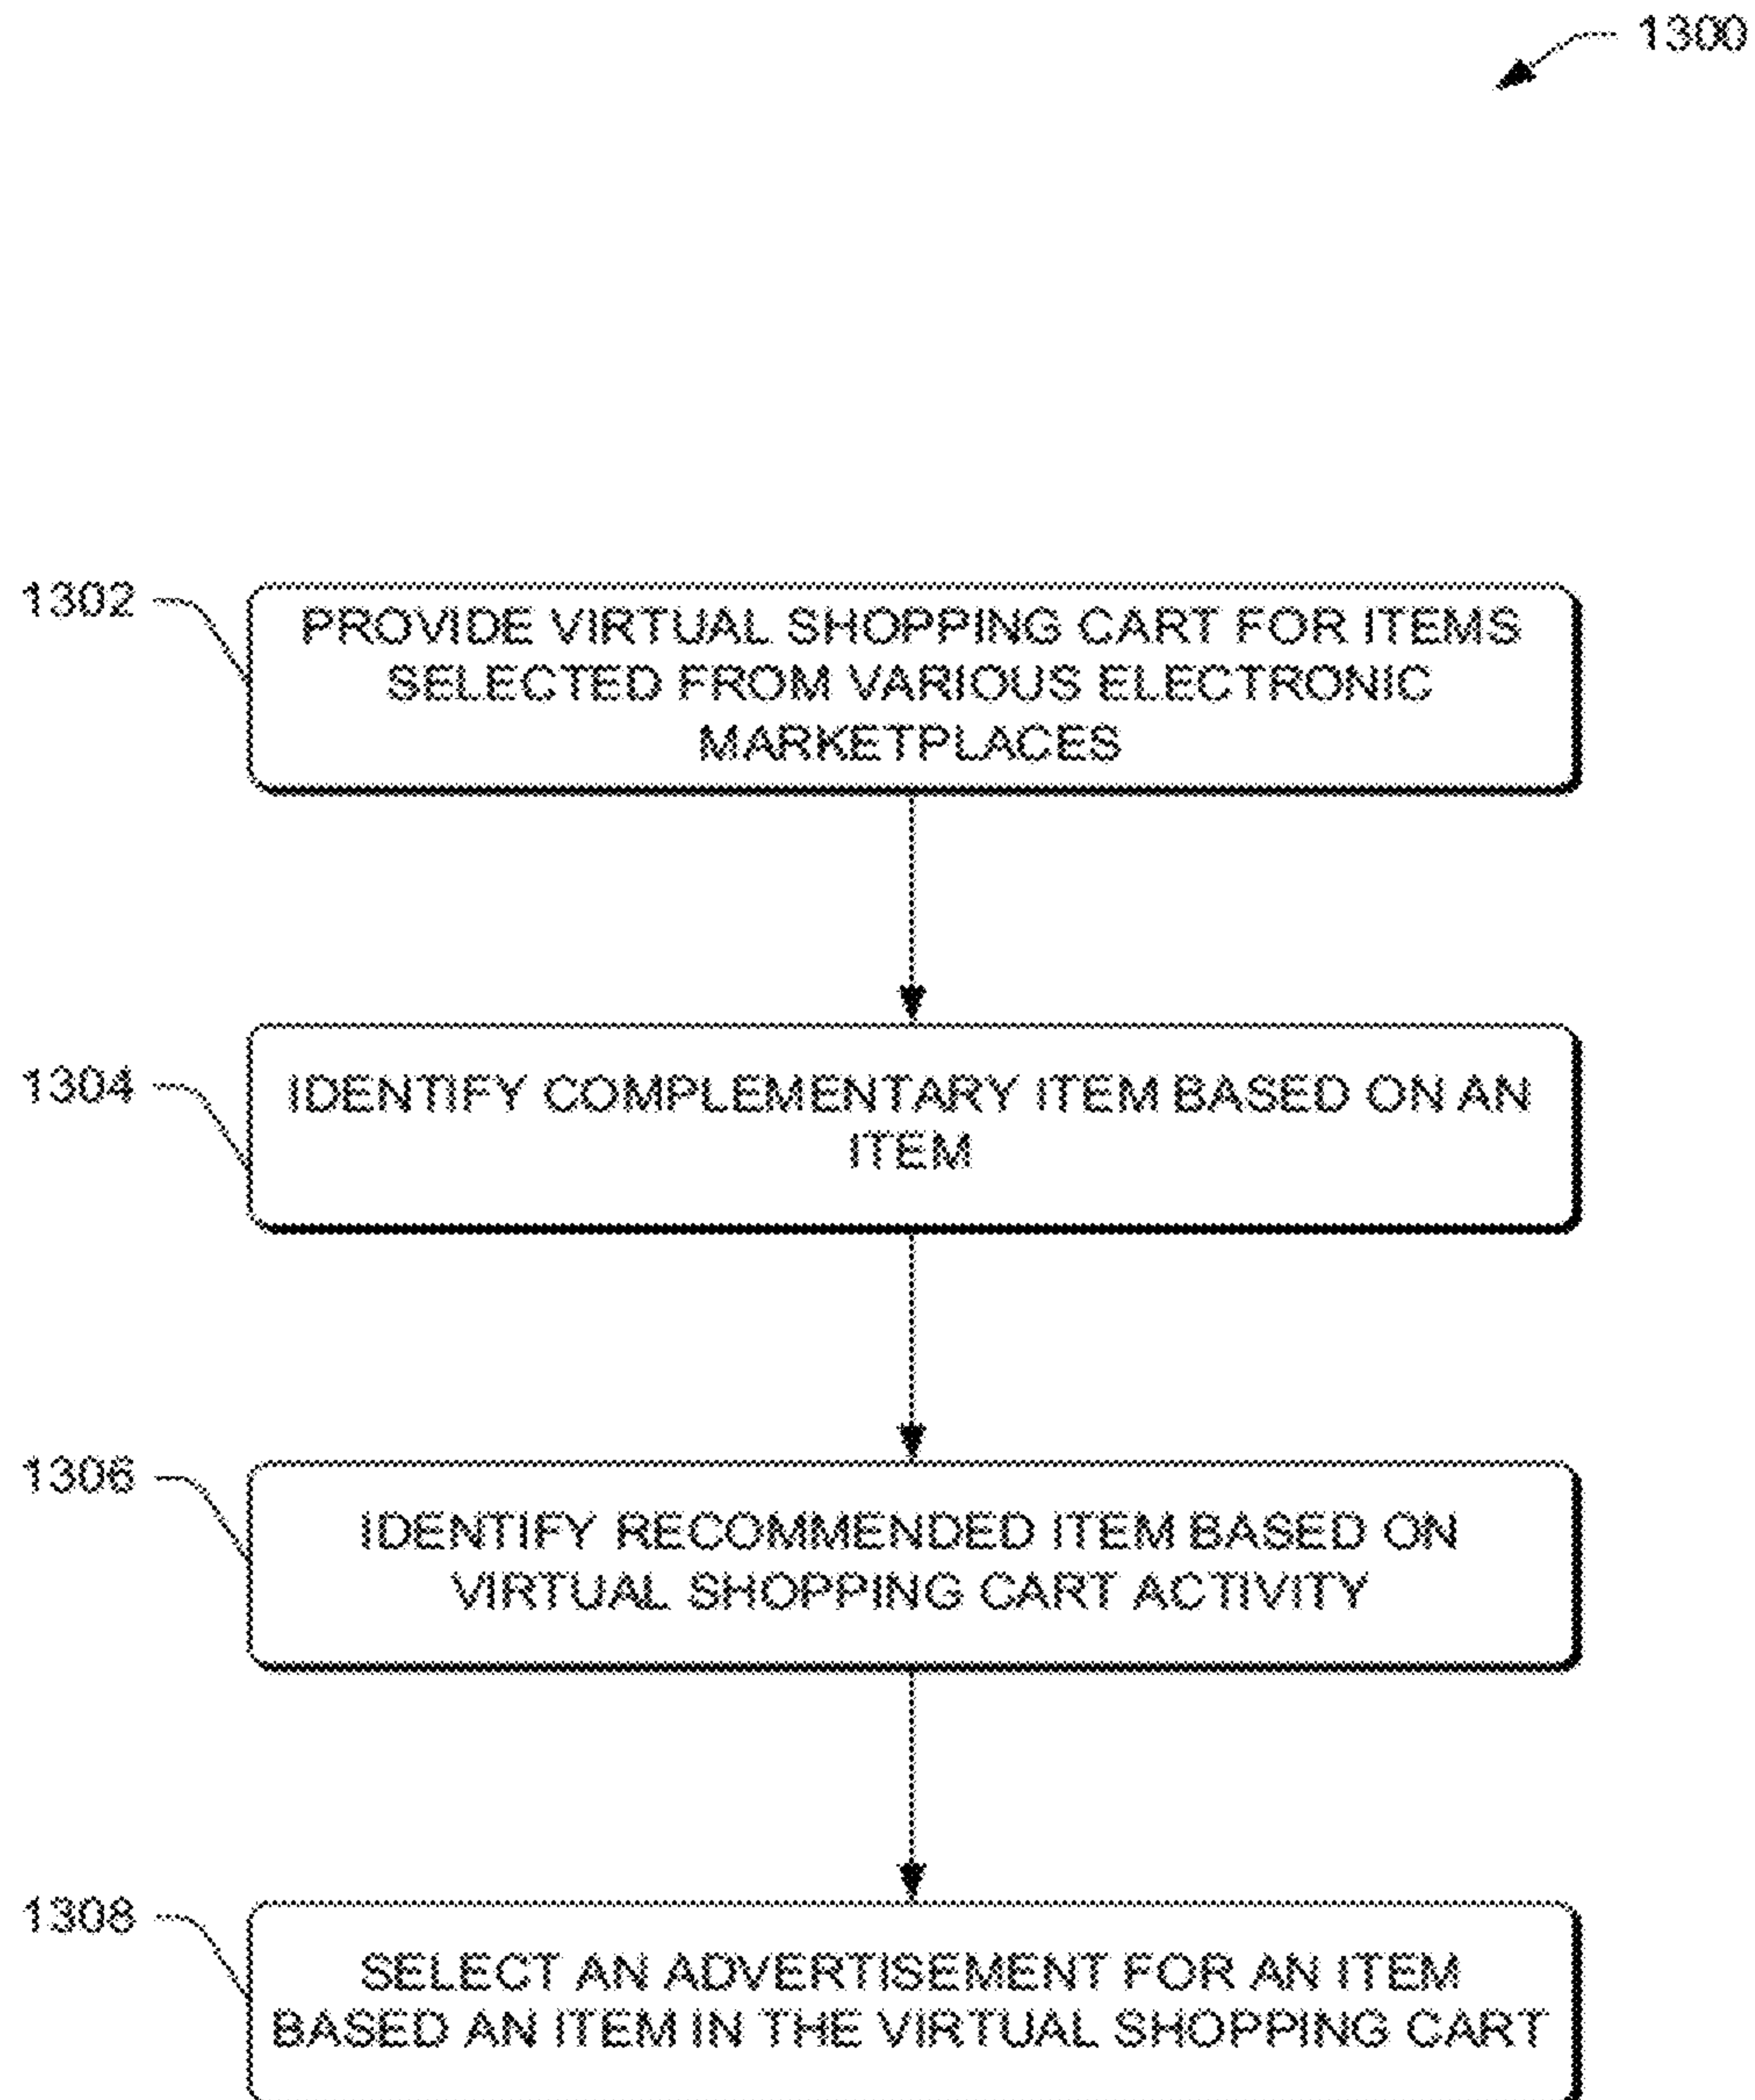 1300
1302
PROVIDE VIRTUAL SHOPPING CART FOR ITEMS
SELECTED FROM VARIOUS ELECTRONIC
MARKETPLACES
1304
IDENTIFY COMPLEMENTARY ITEM BASED ON AN
ITEM
1306
IDENTIFY RECOMMENDED ITEM BASED ON
VIRTUAL SHOPPING CART ACTIVITY
1308
SELECT AN ADVERTISEMENT FOR AN ITEM
BASED AN ITEM IN THE VIRTUAL SHOPPING CART